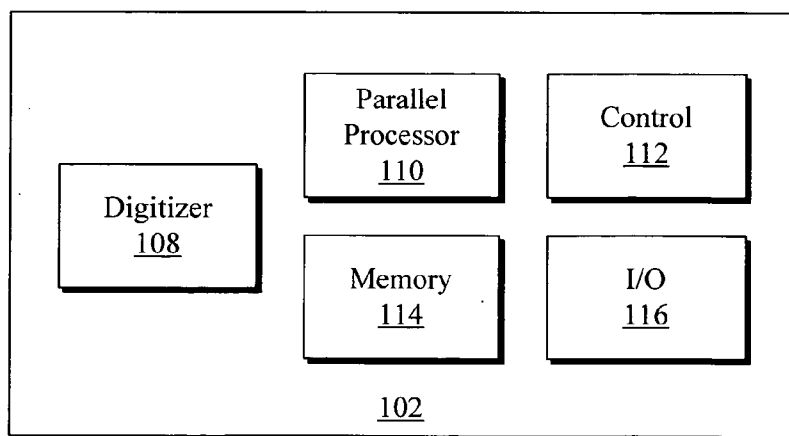 Parallel
Processor
110
Control
112
Digitizer
108
Memory
114
I/O
116
102